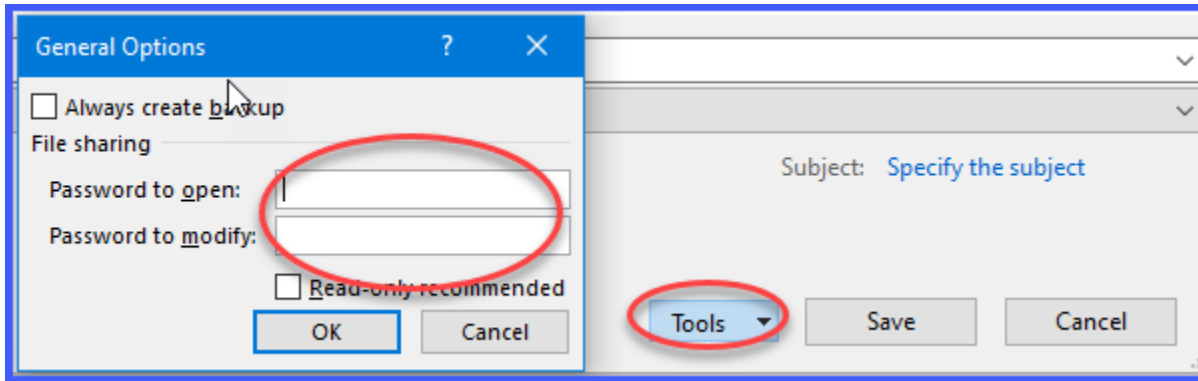 General Options ?
Always create backup
File sharing
Password to open:
Password to modify:
Read-only recommended
OK Cancel
Subject: Specify the subject
Tools Save Cancel